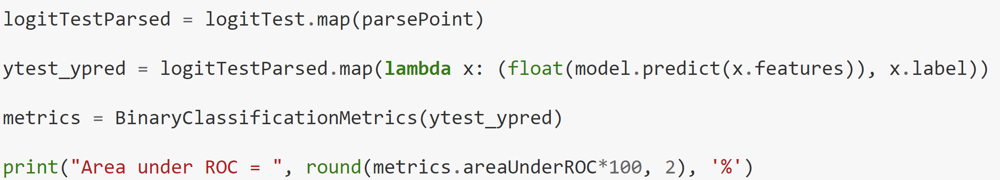 logitTestParsed = logitTest.map(parsePoint)
ytest_ypred = logitTestParsed.map(lambda x: (float(model.predict(x.features)), x.label))
metrics = BinaryClassificationMetrics(ytest_ypred)
print("Area under ROC = ", round(metrics.areaUnderROC*100, 2), '%')